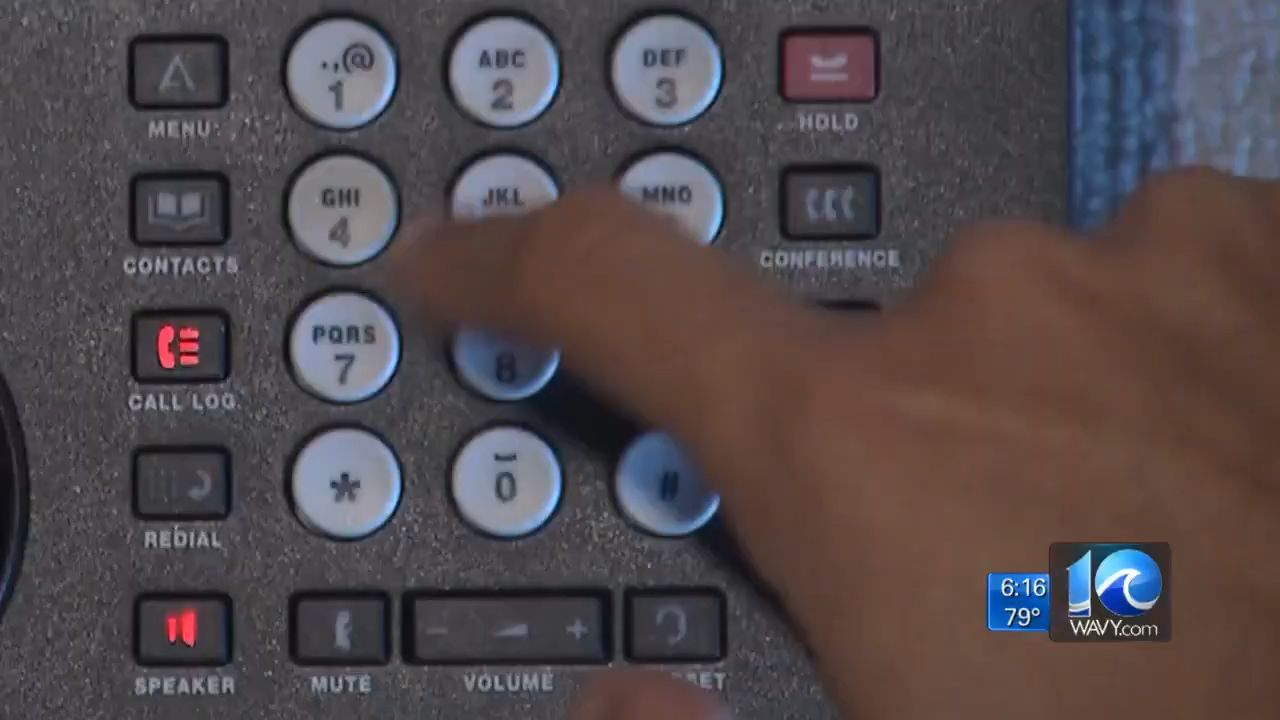 .,@
1
ABC
2
DEF
3
MENU
HOLD
GHI
4
JKL
MNO
CONTACTS
CONFERENCE
PQRS
7
8
CALL LOG
*
0
#
REDIAL
6:16
79°
10
WAVY.com
- +
SPEAKER
MUTE
VOLUME